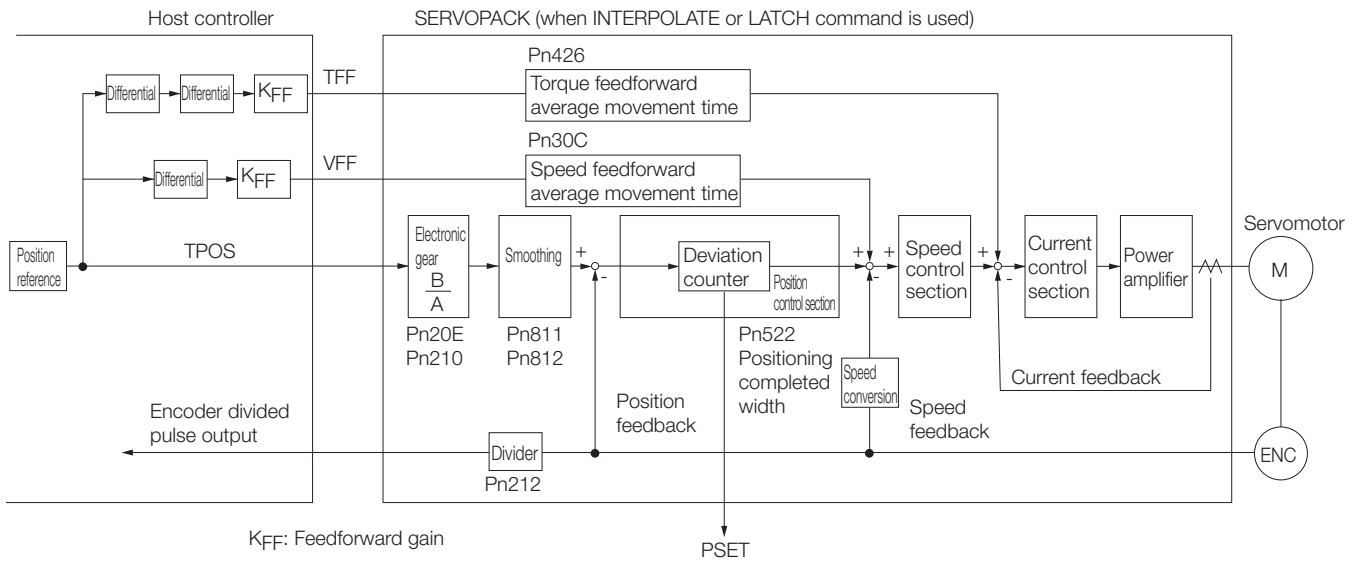 Host controller
SERVOPACK (when INTERPOLATE or LATCH command is used)
Pn426
Differential
Differential
KFF
TFF
Torque feedforward
average movement time
Pn30C
Differential
KFF
VFF
Speed feedforward
average movement time
Position
reference
TPOS
Electronic
gear
B
A
Pn20E
Pn210
Smoothing
Pn811
Pn812
+
-
Deviation
counter
Position
control section
Pn522
Positioning
completed
width
+
+
-
Speed
control
section
+
-
Current
control
section
Power
amplifier
Servomotor
M
Speed
conversion
Current feedback
Position
feedback
Speed
feedback
Encoder divided
pulse output
Divider
Pn212
ENC
KFF: Feedforward gain
PSET